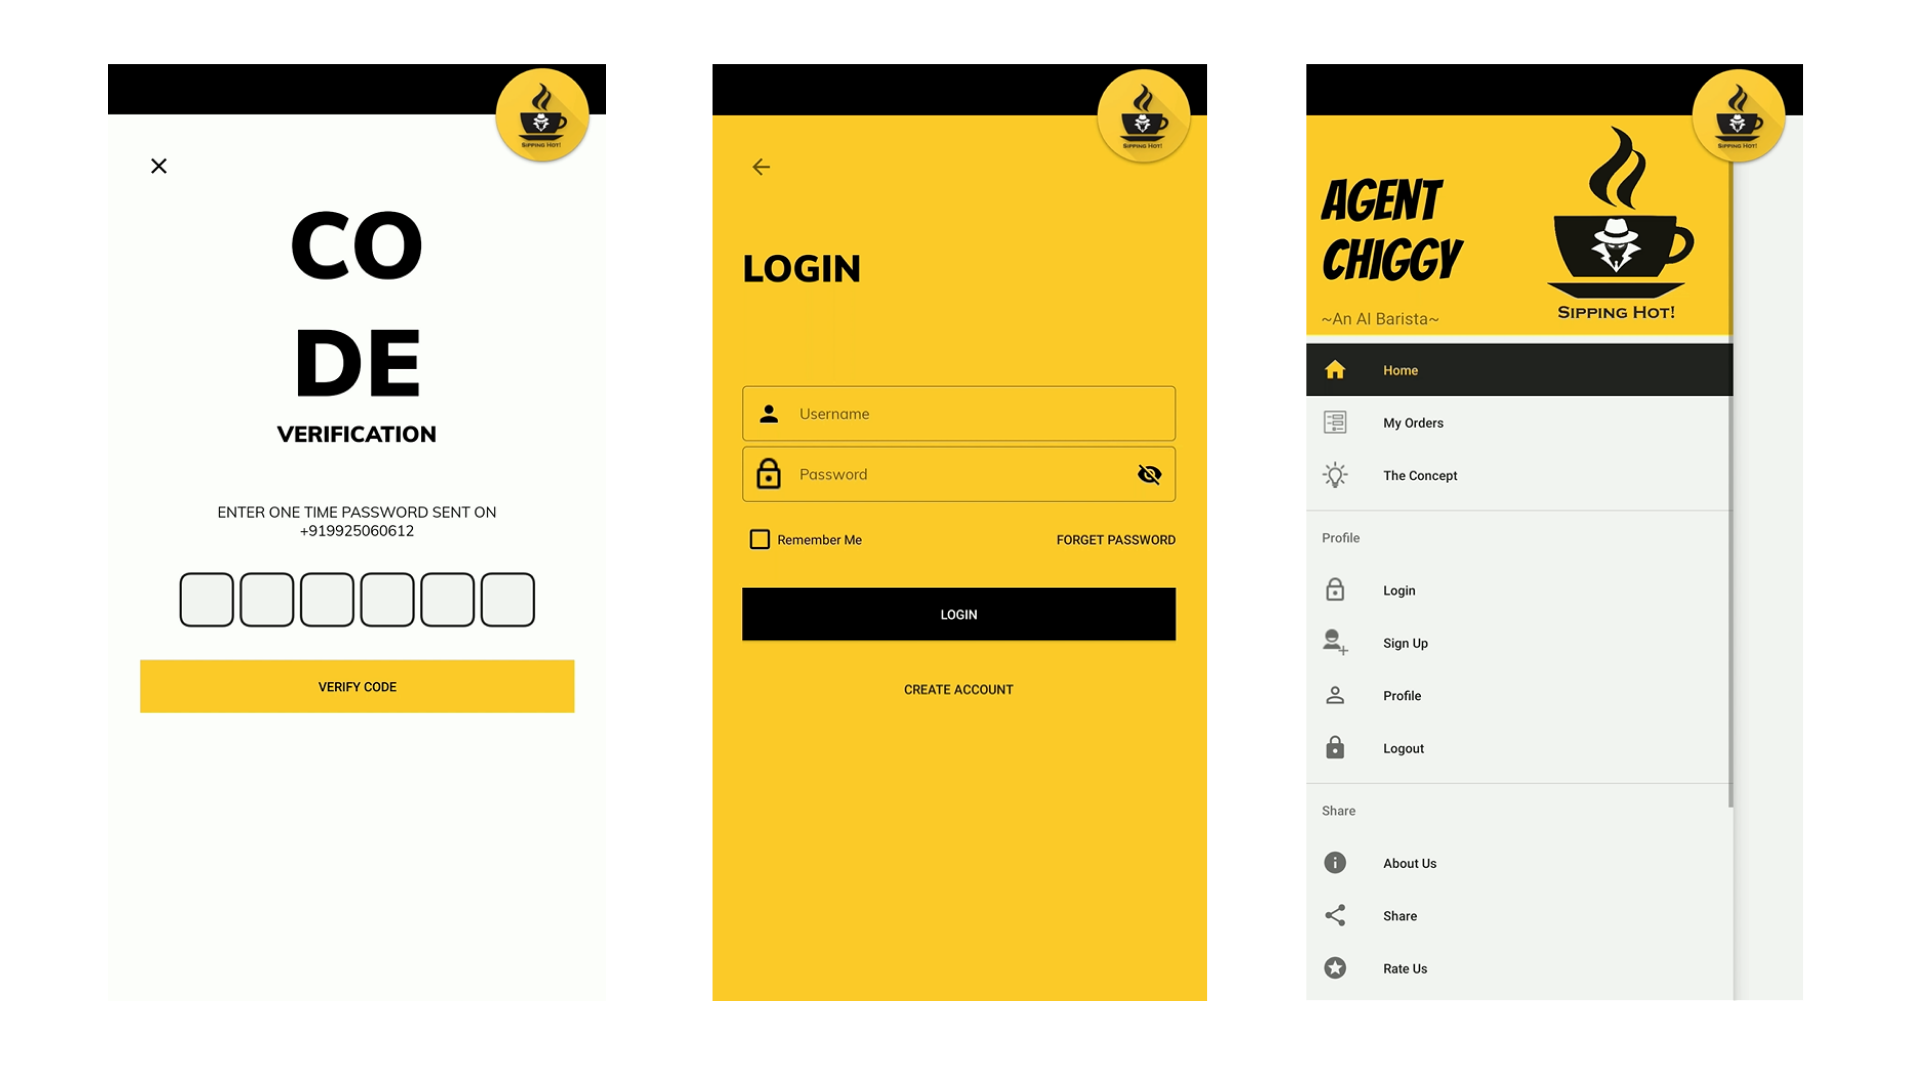 SIPPING HOT!
CO
DE
VERIFICATION
ENTER ONE TIME PASSWORD SENT ON
+919925060612
VERIFY CODE
SIPPING HOT!
LOGIN
Username
Password
Remember Me
FORGET PASSWORD
LOGIN
CREATE ACCOUNT
SIPPING HOT!
AGENT
CHIGGY
~An AI Barista~
SIPPING HOT!
Home
My Orders
The Concept
Profile
Login
Sign Up
Profile
Logout
Share
About Us
Share
Rate Us